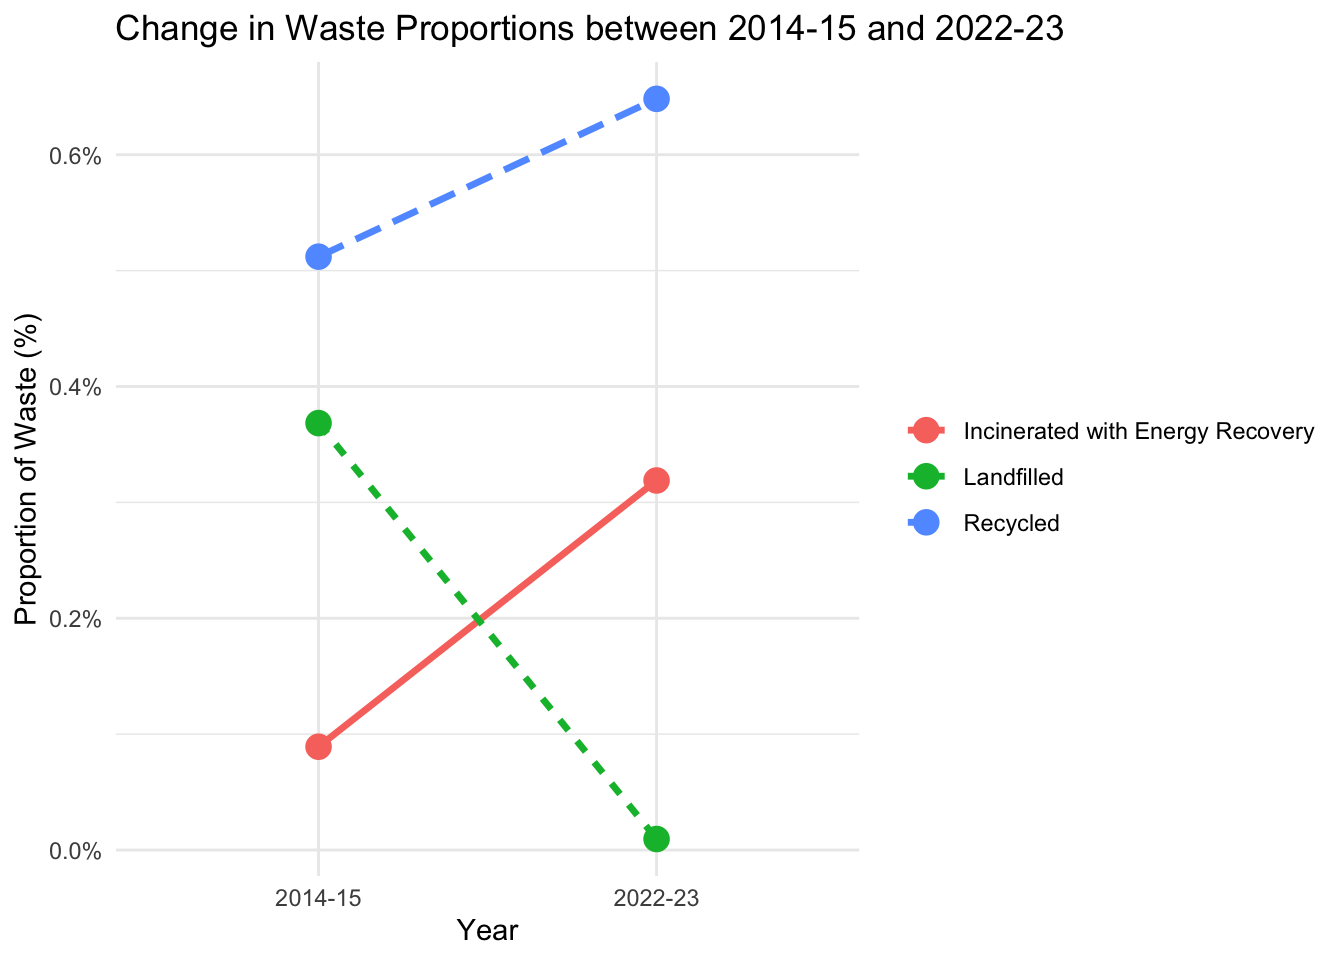 Change in Waste Proportions between 2014-15 and 2022-23
Proportion of Waste (%)
0.6%
0.4%
0.2%
0.0%
2014-15
2022-23
Year
Incinerated with Energy Recovery
Landfilled
Recycled